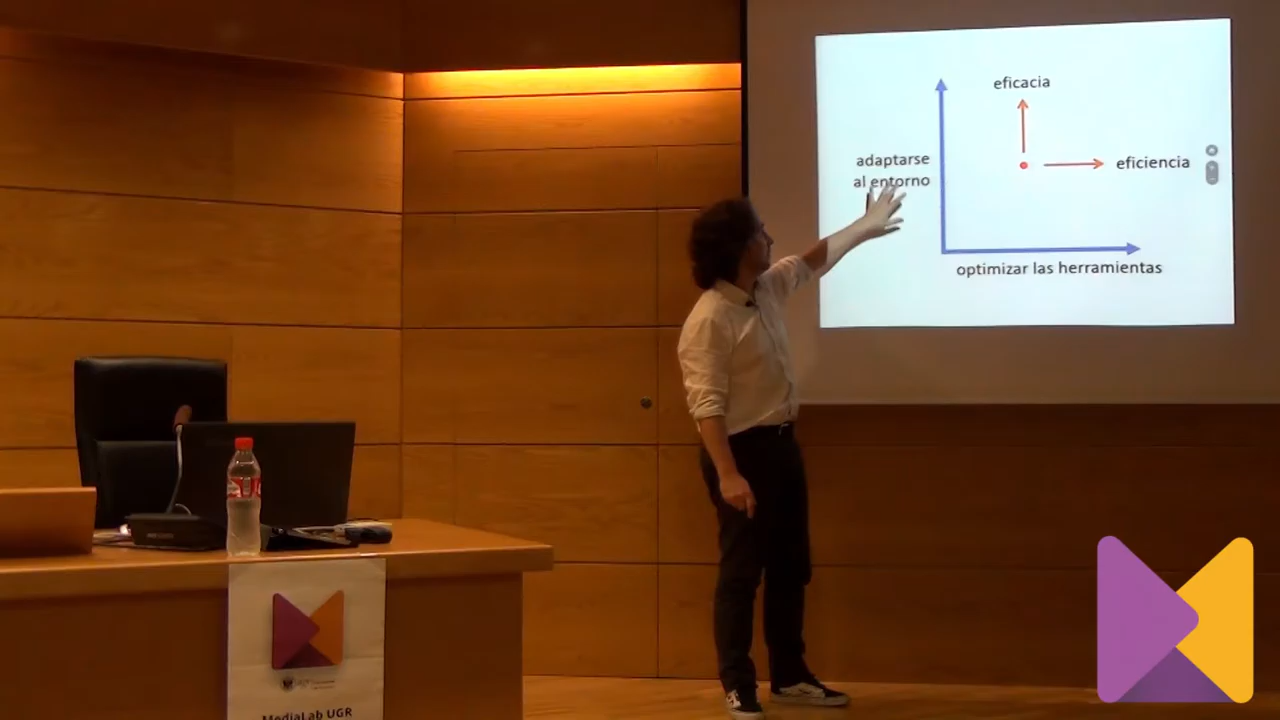 eficacia
adaptarse
al entorno
eficiencia
optimizar las herramientas
MediaLab UGR